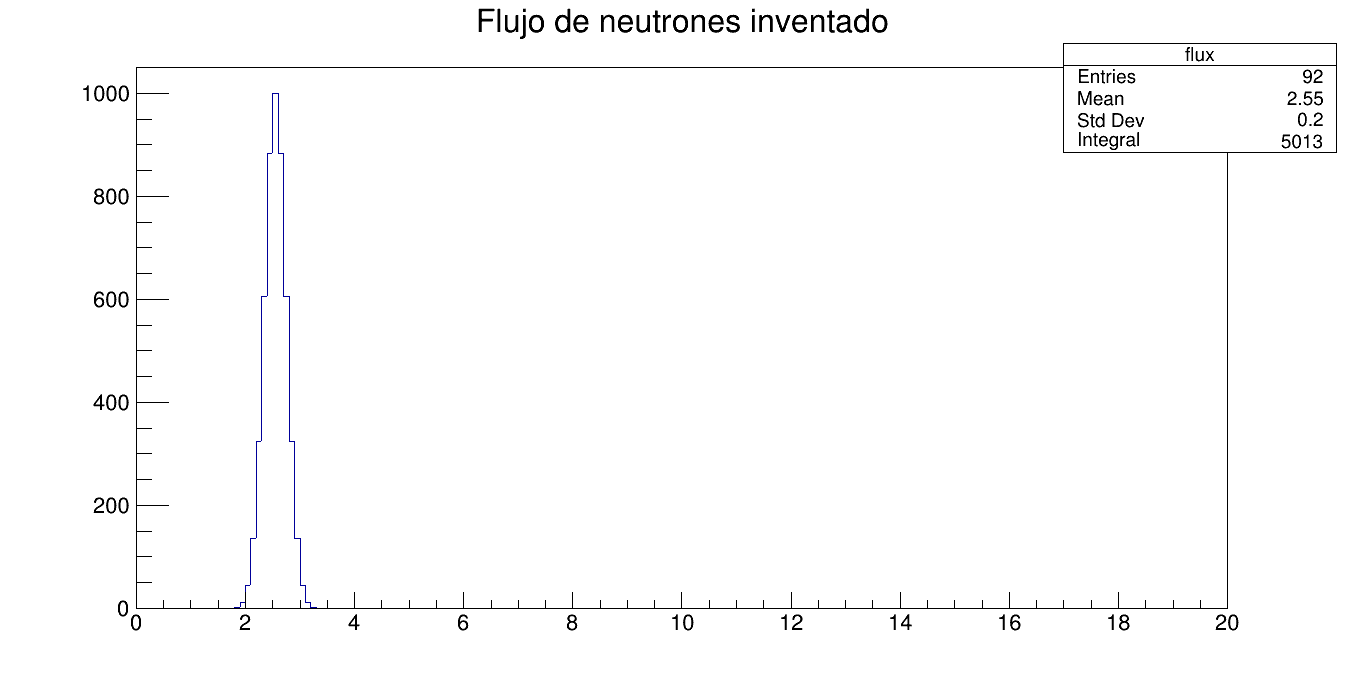 Flujo de neutrones inventado
flux
Entries 92
Mean 2.55
Std Dev 0.2
Integral 5013
1000
800
600
400
200
0
0 2 4 6 8 10 12 14 16 18 20